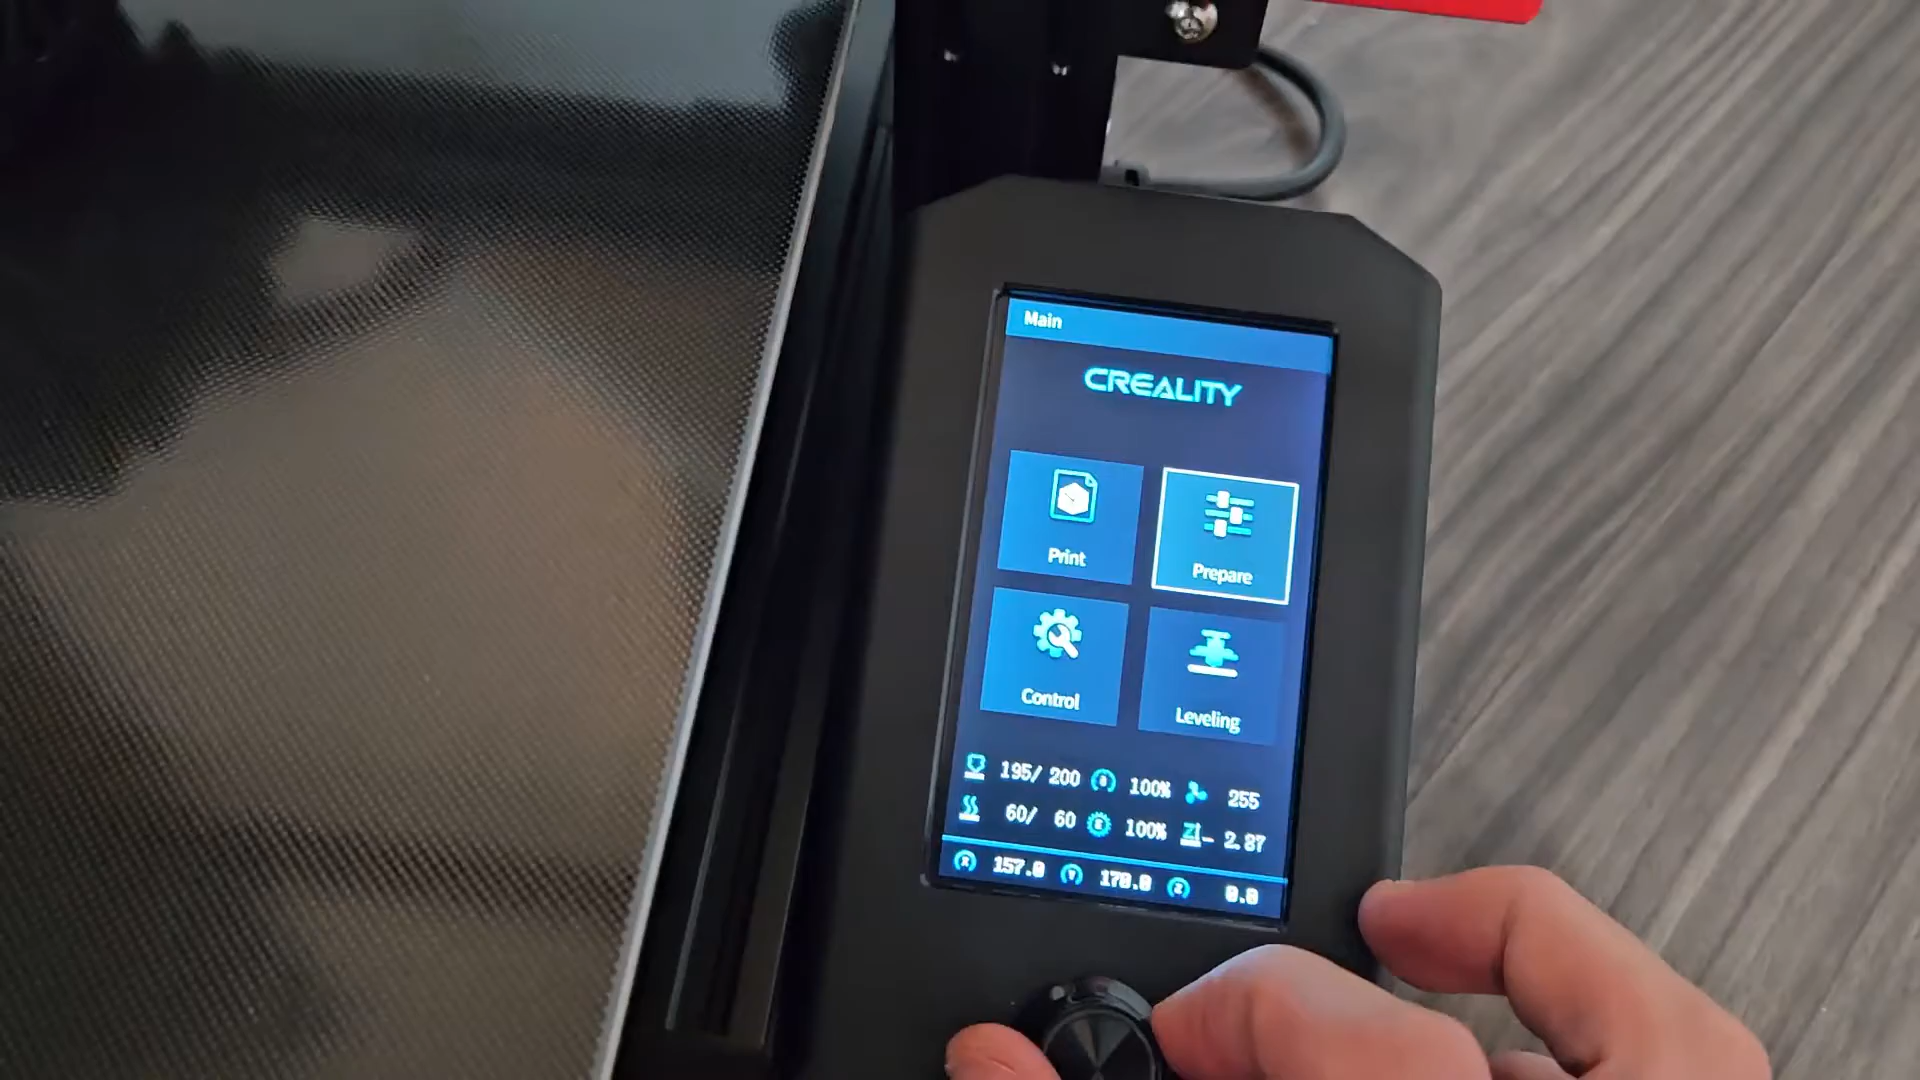 Main
CREALITY
Print
Prepare
Control
Leveling
195/ 200 100% 255
60/ 60 100% Z - 2.87
X 157.0 Y 170.0 Z 0.0